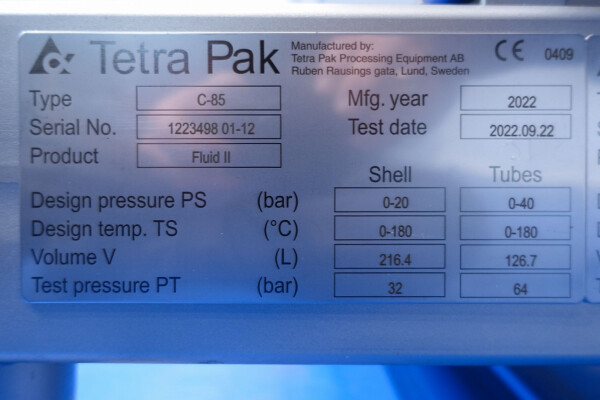 Tetra Pak
Manufactured by:
Tetra Pak Processing Equipment AB
Ruben Rausings gata, Lund, Sweden
CE 0409
Type C-85 Mfg. year 2022
Serial No. 1223498 01-12 Test date 2022.09.22
Product Fluid II
Shell Tubes
Design pressure PS (bar) 0-20 0-40
Design temp. TS (°C) 0-180 0-180
Volume V (L) 216.4 126.7
Test pressure PT (bar) 32 64